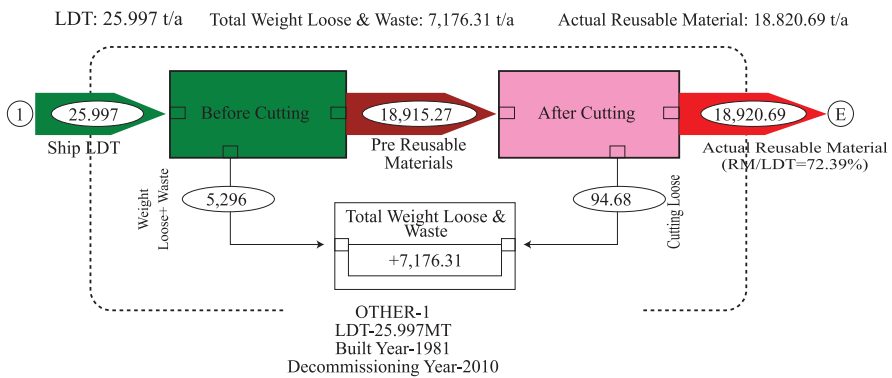 LDT: 25.997 t/a Total Weight Loose & Waste: 7,176.31 t/a Actual Reusable Material: 18.820.69 t/a
1 25.997 Before Cutting 18,915.27 After Cutting 18,920.69 E
Ship LDT
Pre Reusable
Materials
Actual Reusable Material
(RM/LDT=72.39%)
Weight
Loose+ Waste
5,296
94.68
Cutting Loose
Total Weight Loose &
Waste
+7,176.31
OTHER-1
LDT-25.997MT
Built Year-1981
Decommissioning Year-2010